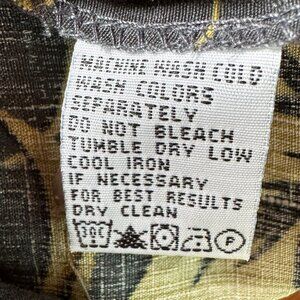 MACHINE WASH COLD
WASH COLORS
SEPARATELY
DO NOT BLEACH
TUMBLE DRY LOW
COOL IRON
IF NECESSARY
FOR BEST RESULTS
DRY CLEAN
P